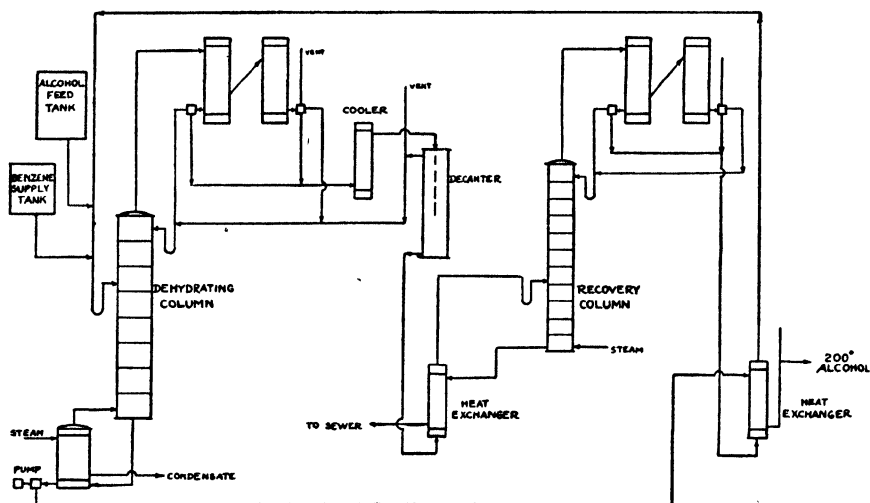 VENT
VENT
ALCOHOL
FEED
TANK
COOLER
BENZENE
SUPPLY
TANK
DECANTER
DEHYDRATING
COLUMN
RECOVERY
COLUMN
STEAM
200°
ALCOHOL
HEAT
EXCHANGER
HEAT
EXCHANGER
TO SEWER
STEAM
PUMP
CONDENSATE